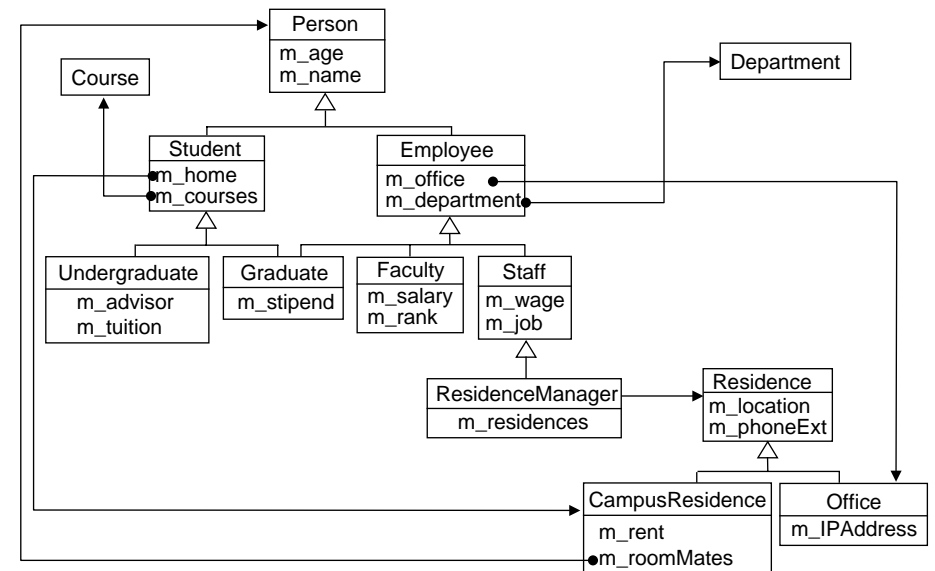 Person
m_age
m_name
Course
Department
Student
m_home
m_courses
Employee
m_office
m_department
Undergraduate
m_advisor
m_tuition
Graduate
m_stipend
Faculty
m_salary
m_rank
Staff
m_wage
m_job
ResidenceManager
m_residences
Residence
m_location
m_phoneExt
CampusResidence
m_rent
m_roomMates
Office
m_IPAddress